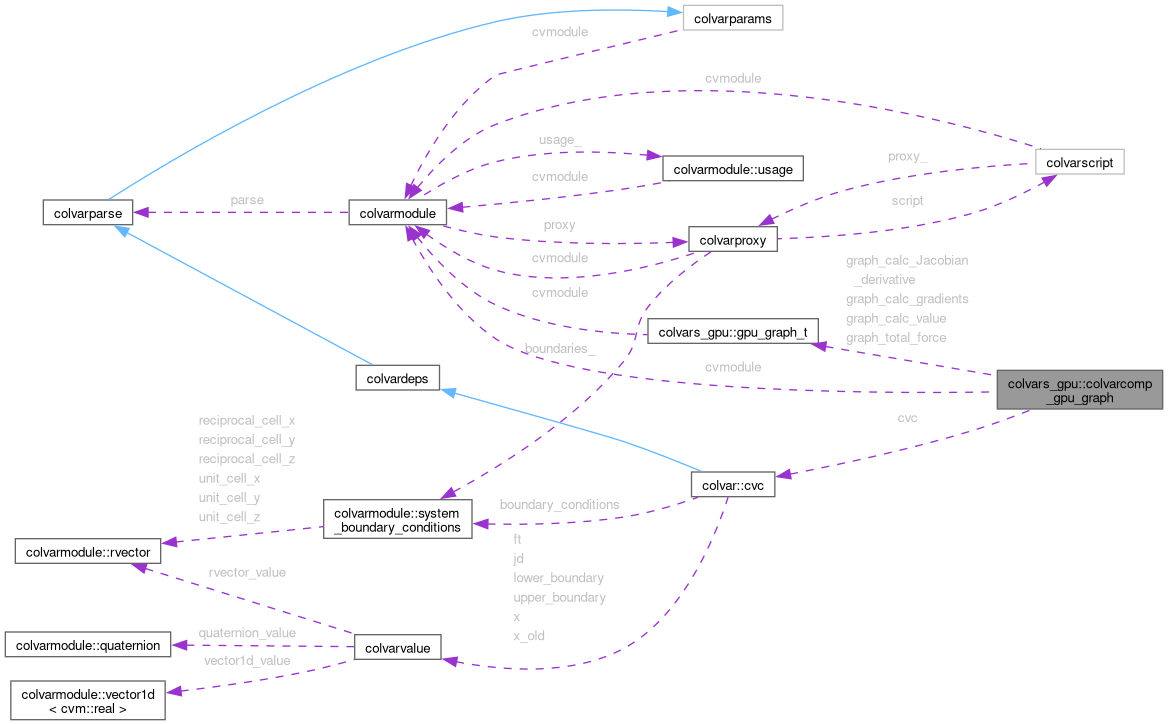 colvarparams
cvmodule
cvmodule
usage_
proxy_
colvarscript
colvarmodule::usage
cvmodule
script
parse
colvarparse
colvarmodule
proxy
colvarproxy
cvmodule
graph_calc_Jacobian
_derivative
graph_calc_gradients
graph_calc_value
graph_total_force
cvmodule
colvars_gpu::gpu_graph_t
boundaries_
cvmodule
colvardeps
colvars_gpu::colvarcomp
_gpu_graph
cvc
reciprocal_cell_x
reciprocal_cell_y
reciprocal_cell_z
unit_cell_x
unit_cell_y
unit_cell_z
colvar::cvc
boundary_conditions
colvarmodule::system
_boundary_conditions
colvarmodule::rvector
ft
jd
lower_boundary
upper_boundary
x
x_old
rvector_value
quaternion_value
colvarmodule::quaternion
colvarvalue
vector1d_value
colvarmodule::vector1d
< cvm::real >